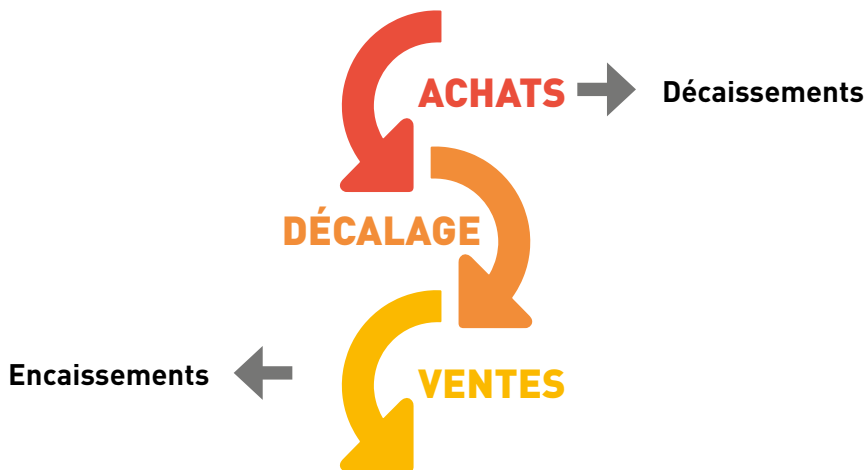 ACHATS
Décaissements
DÉCALAGE
Encaissements
VENTES